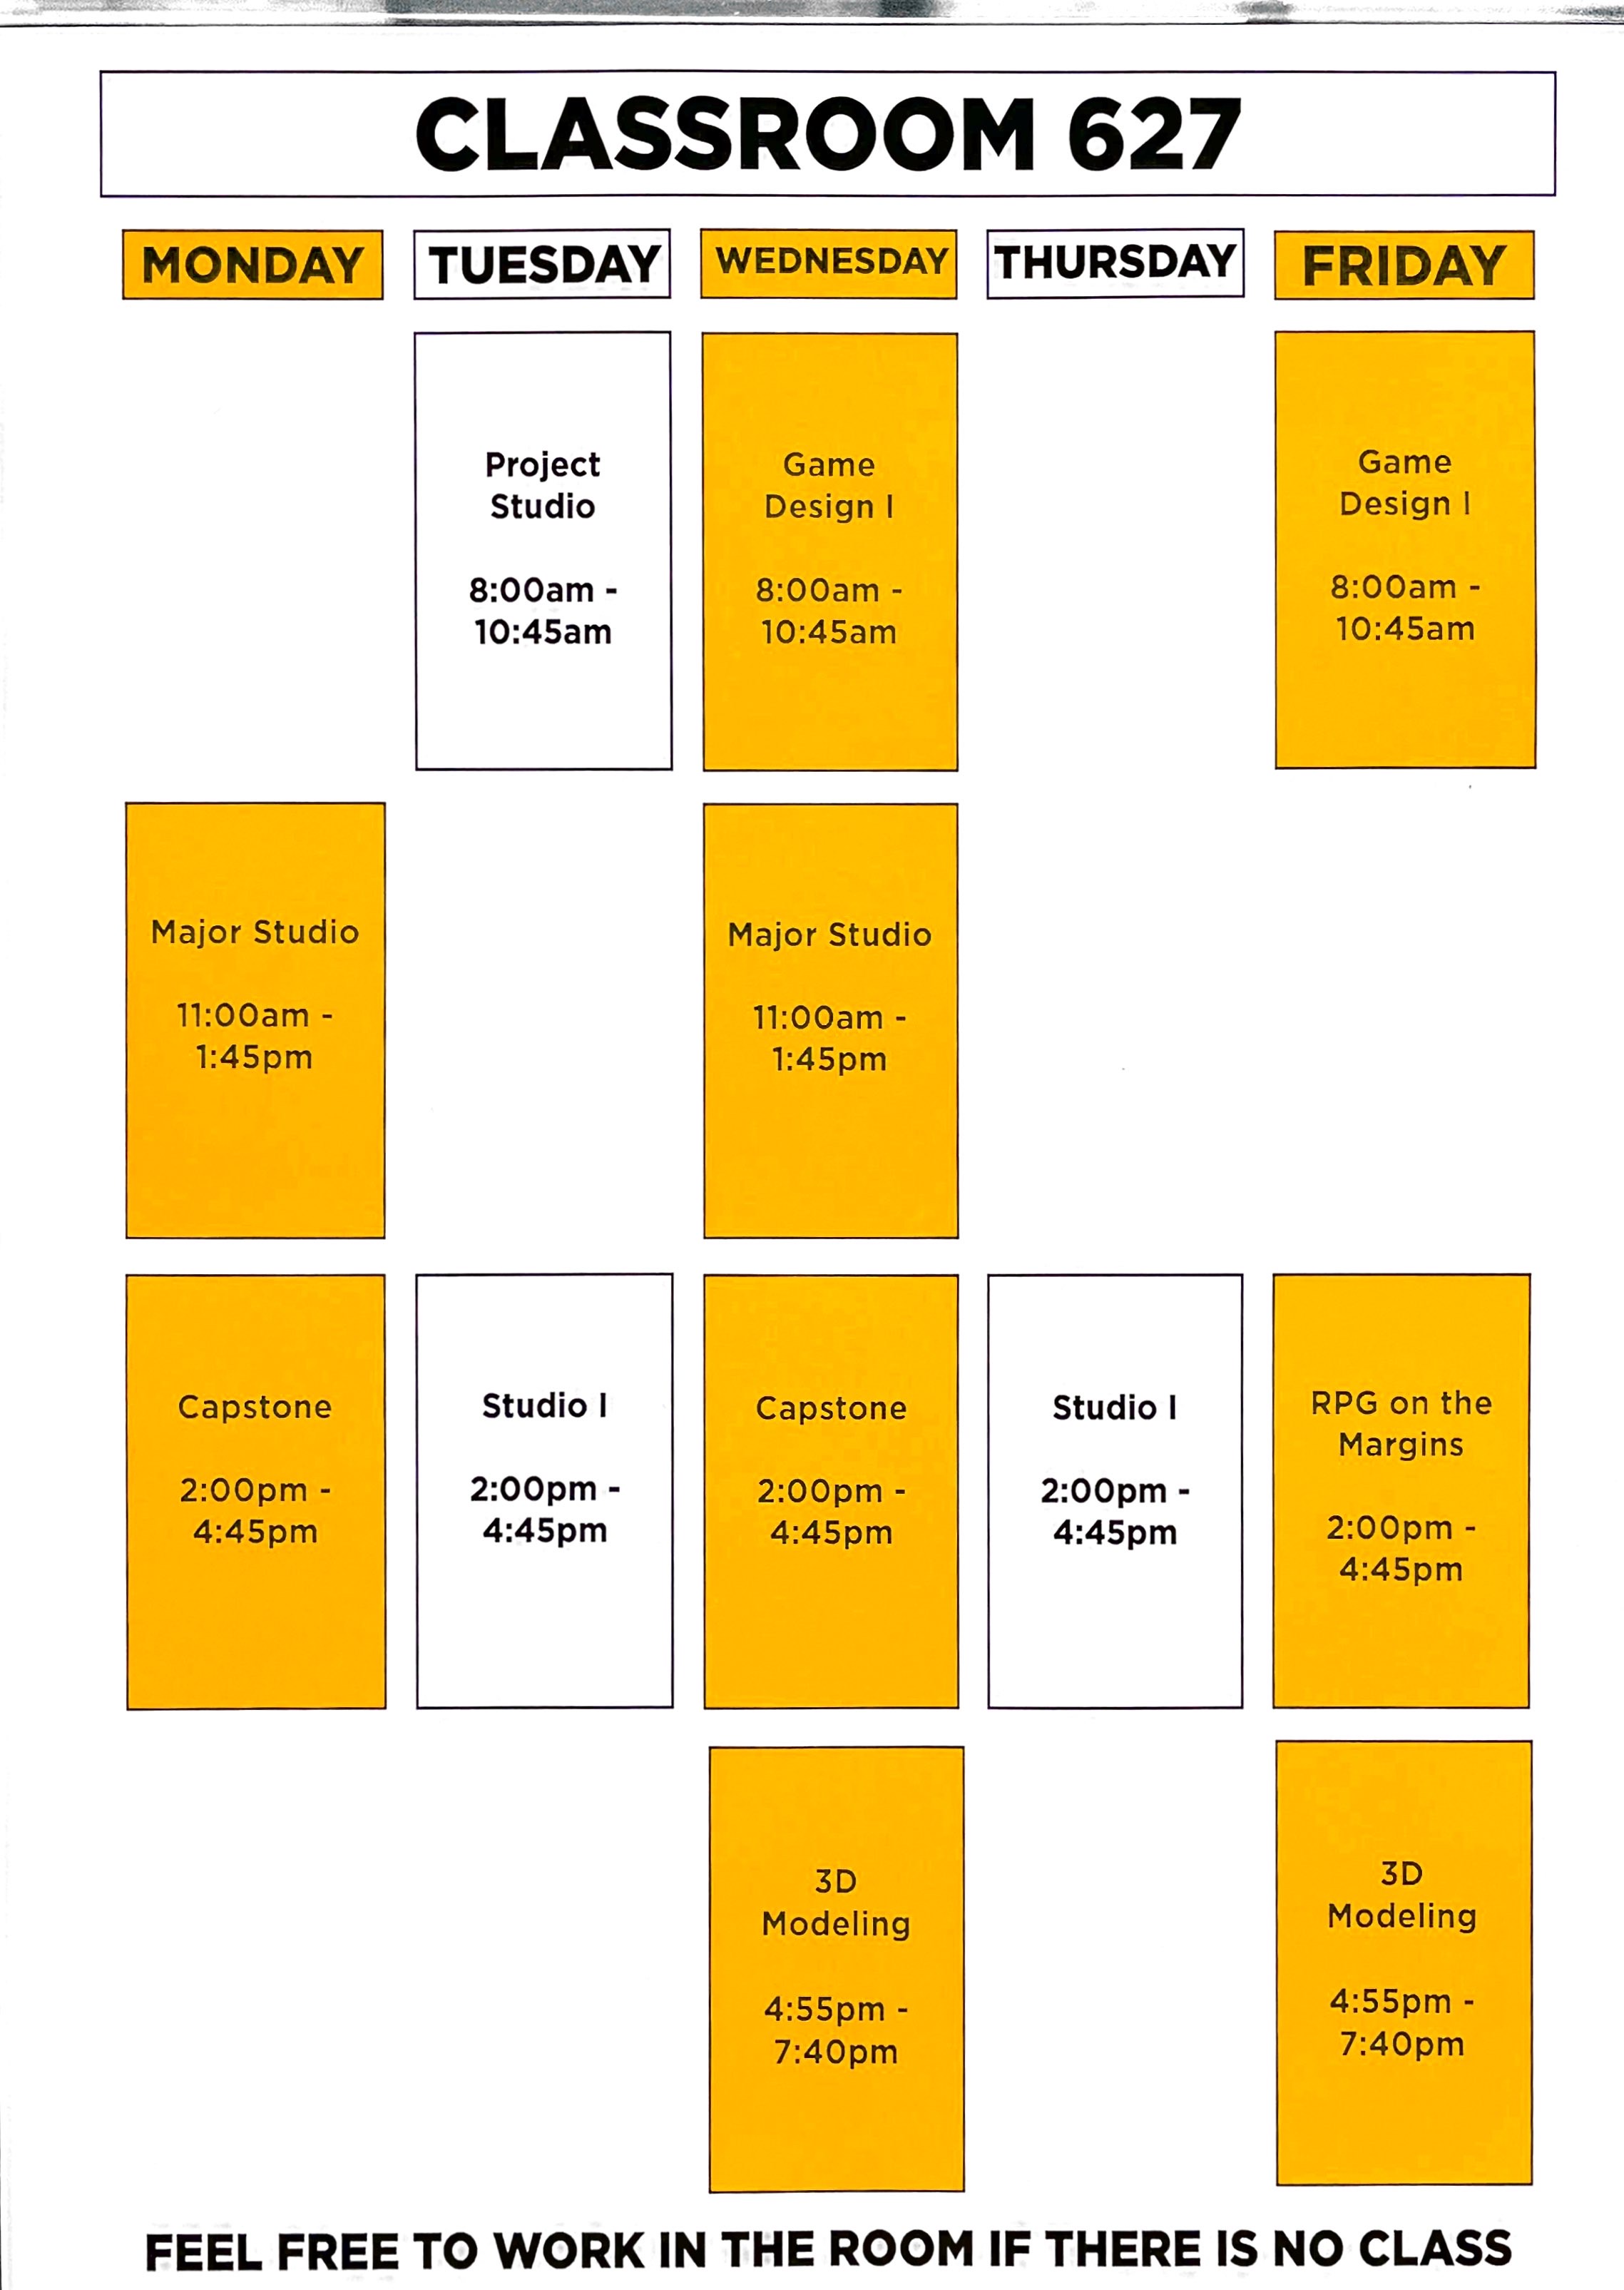 CLASSROOM 627
MONDAY
TUESDAY
WEDNESDAY
THURSDAY
FRIDAY
Project
Studio
8:00am -
10:45am
Game
Design I
8:00am -
10:45am
Game
Design I
8:00am -
10:45am
Major Studio
11:00am -
1:45pm
Major Studio
11:00am -
1:45pm
Capstone
2:00pm -
4:45pm
Studio I
2:00pm -
4:45pm
Capstone
2:00pm -
4:45pm
Studio I
2:00pm -
4:45pm
RPG on the
Margins
2:00pm -
4:45pm
3D
Modeling
4:55pm -
7:40pm
3D
Modeling
4:55pm -
7:40pm
FEEL FREE TO WORK IN THE ROOM IF THERE IS NO CLASS